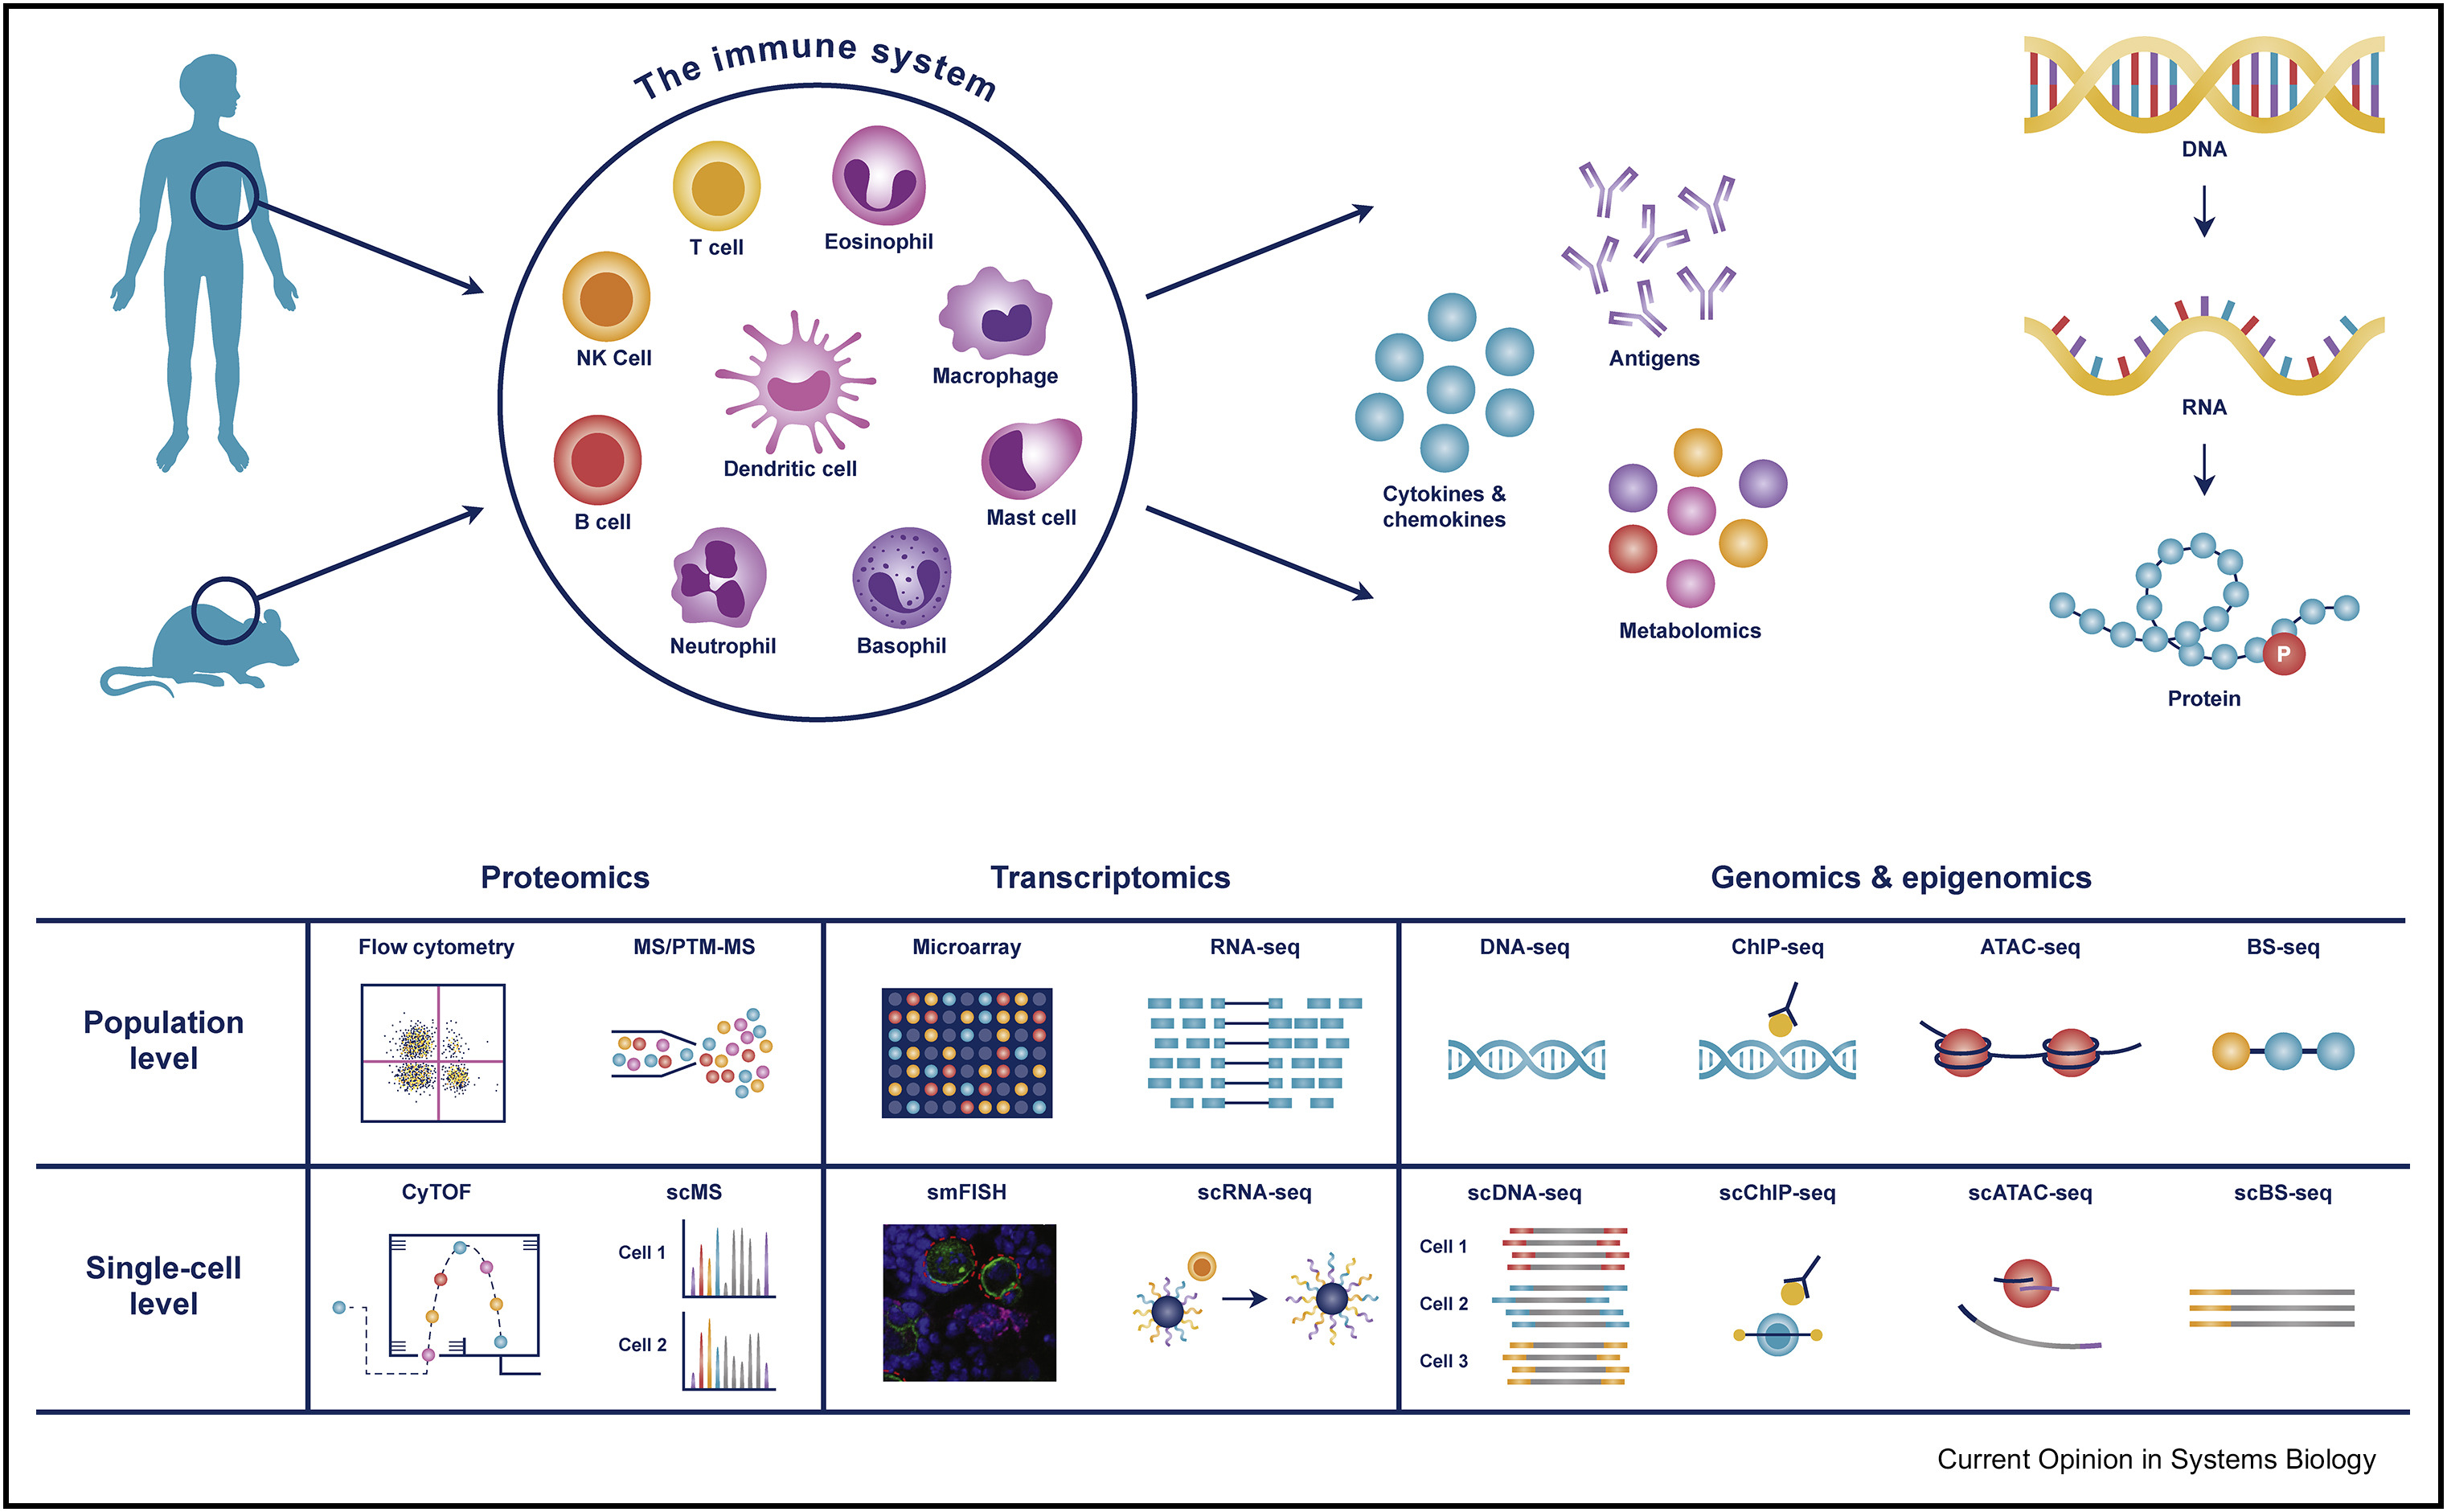 The immune system
T cell
Eosinophil
NK Cell
Macrophage
Dendritic cell
B cell
Mast cell
Neutrophil
Basophil
Antigens
Cytokines &
chemokines
Metabolomics
DNA
RNA
P
Protein
Proteomics
Transcriptomics
Genomics & epigenomics
Population
level
Flow cytometry
MS/PTM-MS
Microarray
RNA-seq
DNA-seq
ChIP-seq
ATAC-seq
BS-seq
Single-cell
level
CyTOF
scMS
Cell 1
Cell 2
smFISH
scRNA-seq
scDNA-seq
Cell 1
Cell 2
Cell 3
scChIP-seq
scATAC-seq
scBS-seq
Current Opinion in Systems Biology